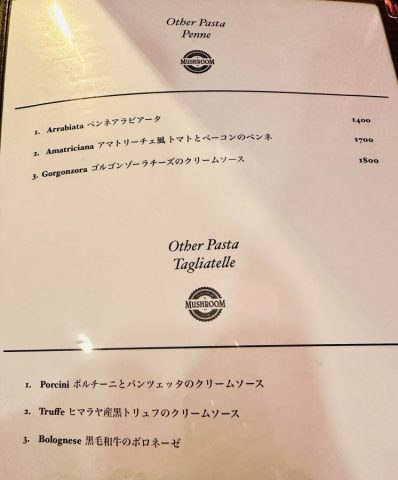 Other Pasta
Penne
MUSHROOM
1. Arrabiata ペンネアラビアータ 1400
2. Amatriciana アマトリーチェ風 トマトとベーコンのペンネ 1700
3. Gorgonzora ゴルゴンゾーラチーズのクリームソース 1800
Other Pasta
Tagliatelle
MUSHROOM
1. Porcini ポルチーニとパンツェッタのクリームソース
2. Truffe ヒマラヤ産黒トリュフのクリームソース
3. Bolognese 黒毛和牛のボロネーゼ